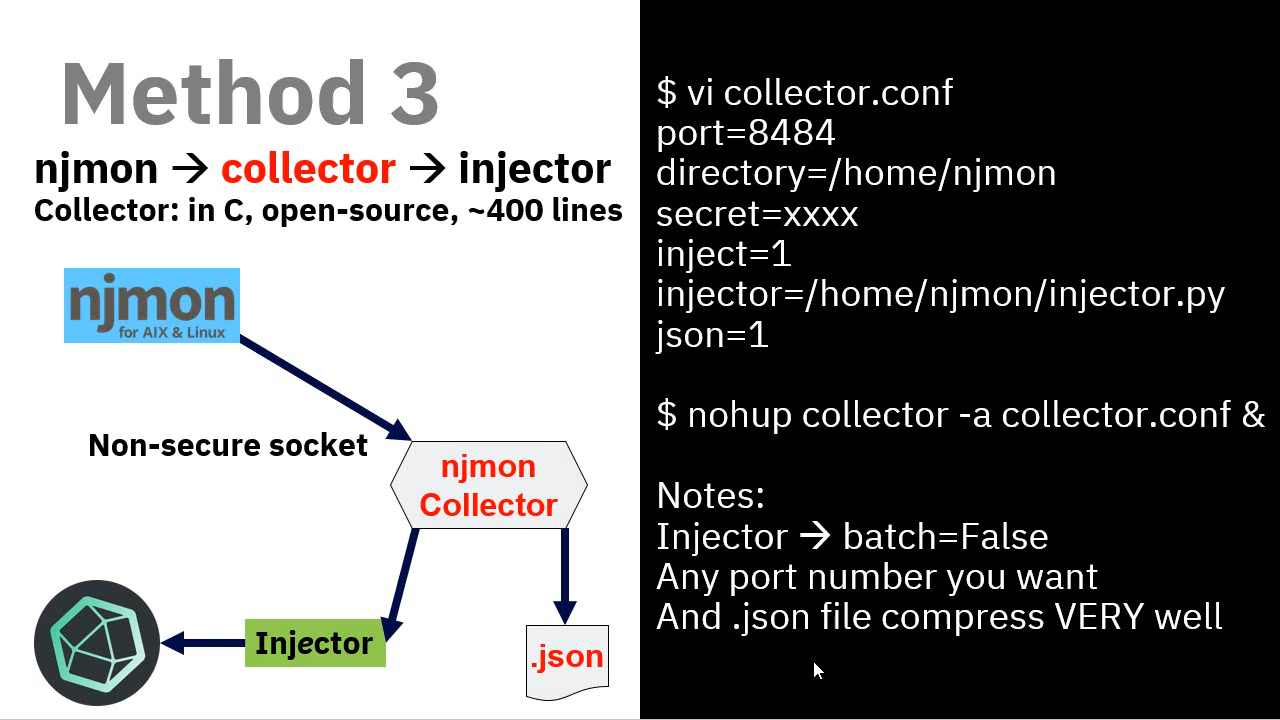 Method 3
njmon → collector → injector
Collector: in C, open-source, ~400 lines
njmon
for AIX & Linux
Non-secure socket
njmon
Collector
Injector
.json
$ vi collector.conf
port=8484
directory=/home/njmon
secret=xxxx
inject=1
injector=/home/njmon/injector.py
json=1
$ nohup collector -a collector.conf &
Notes:
Injector → batch=False
Any port number you want
And .json file compress VERY well